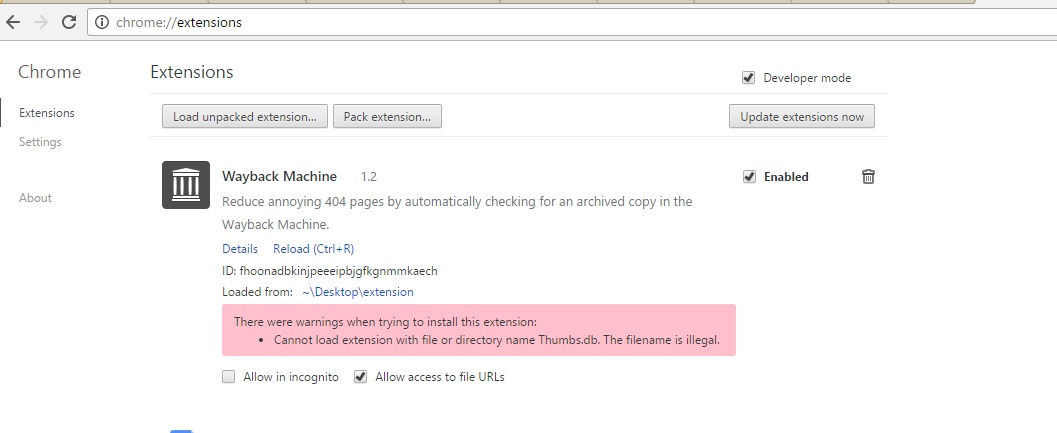 chrome://extensions
Chrome
Extensions
Developer mode
Extensions
Settings
About
Load unpacked extension...
Pack extension...
Update extensions now
Wayback Machine 1.2
Enabled
Reduce annoying 404 pages by automatically checking for an archived copy in the
Wayback Machine.
Details Reload (Ctrl+R)
ID: fhoonadbkinjpeeeipbjgfkgnmmkaech
Loaded from: ~\Desktop\extension
There were warnings when trying to install this extension:
• Cannot load extension with file or directory name Thumbs.db. The filename is illegal.
Allow in incognito
Allow access to file URLs